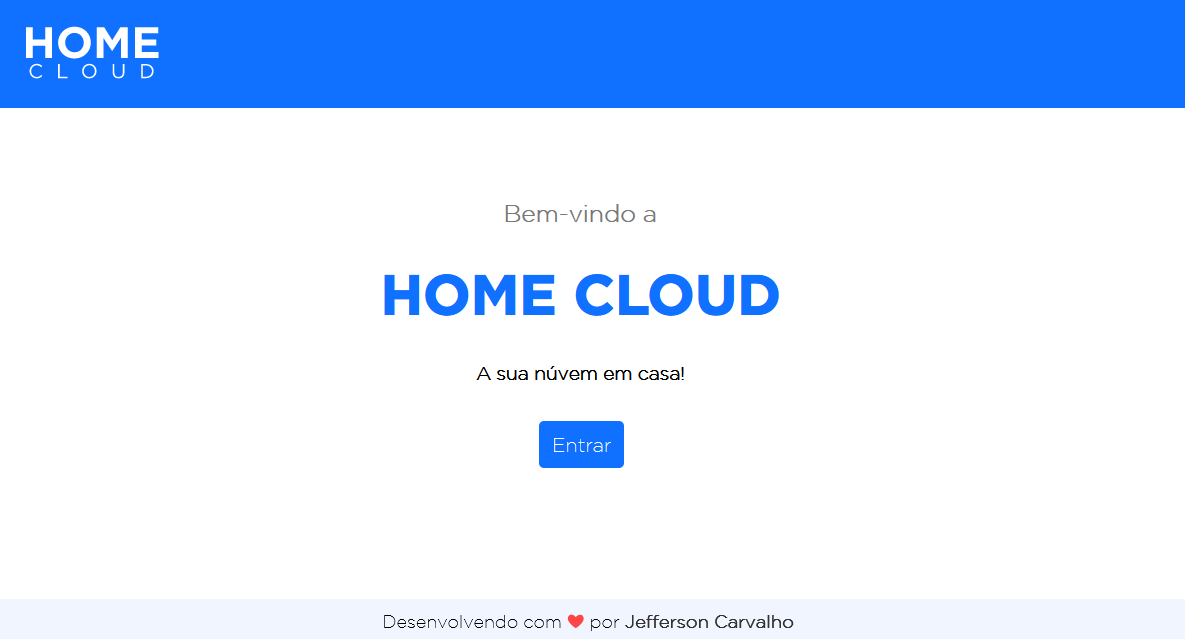 HOME
CLOUD
Bem-vindo a
HOME CLOUD
A sua núvem em casa!
Entrar
Desenvolvendo com ❤ por Jefferson Carvalho